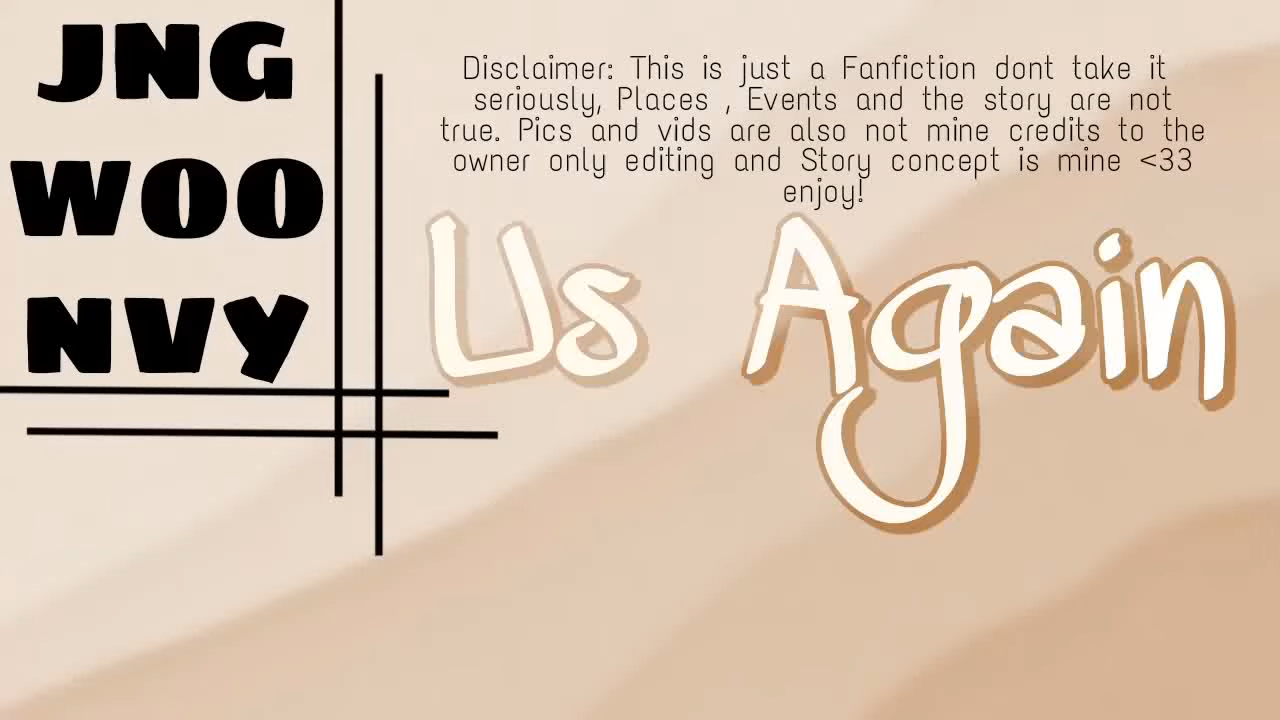 JNG
WOO
NVY
Disclaimer: This is just a Fanfiction dont take it
seriously, Places , Events and the story are not
true. Pics and vids are also not mine credits to the
owner only editing and Story concept is mine <33
enjoy!
Us Again